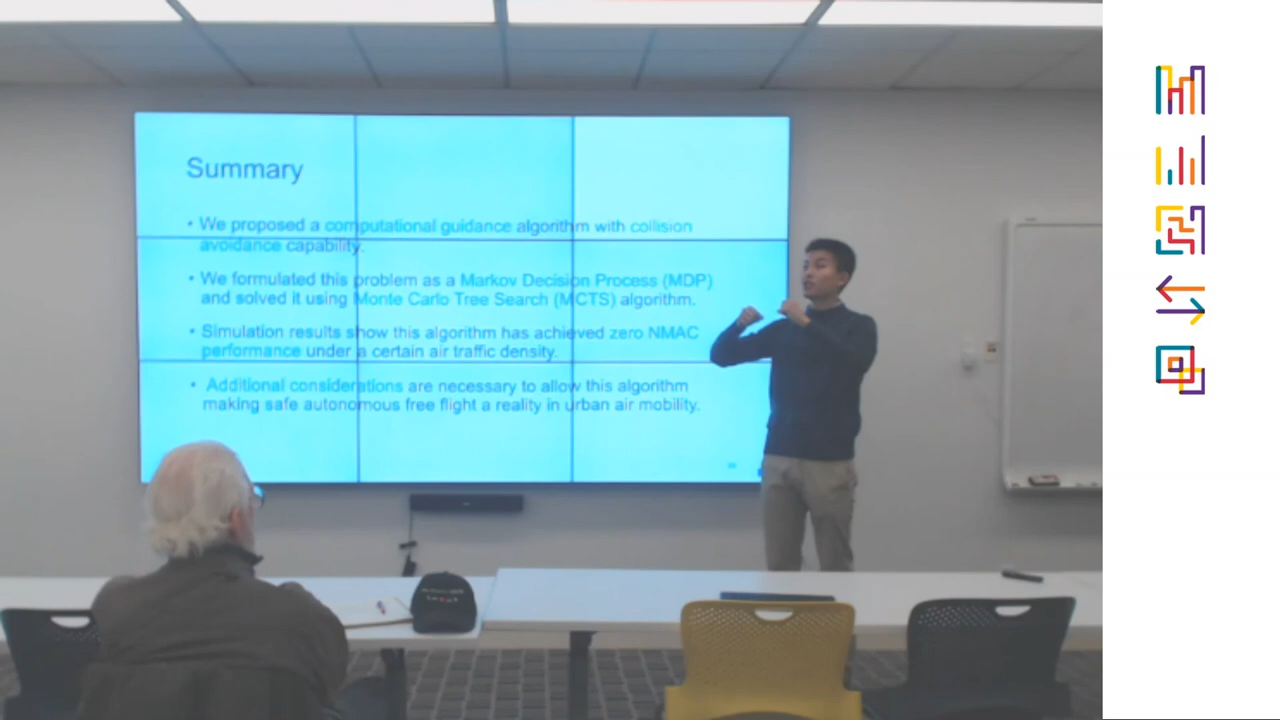 Summary
• We proposed a computational guidance algorithm with collision
avoidance capability.
• We formulated this problem as a Markov Decision Process (MDP)
and solved it using Monte Carlo Tree Search (MCTS) algorithm.
• Simulation results show this algorithm has achieved zero NMAC
performance under a certain air traffic density.
• Additional considerations are necessary to allow this algorithm
making safe autonomous free flight a reality in urban air mobility.